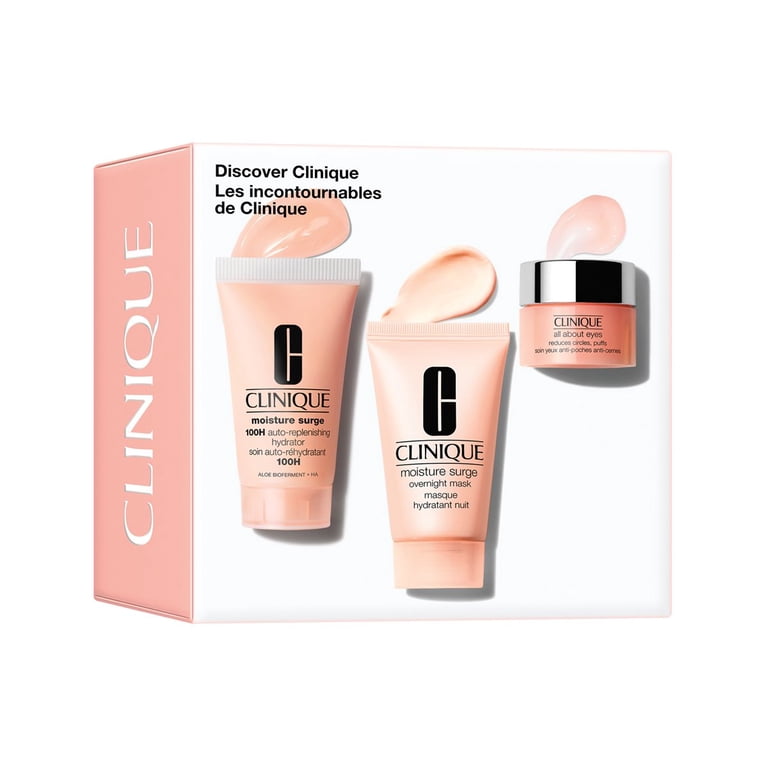 Discover Clinique
Les incontournables
de Clinique
CLINIQUE
C
CLINIQUE
moisture surge
100H auto-replenishing
hydrator
soin auto-réhydratant
100H
ALOE BIOFERMENT + HA
C
CLINIQUE
moisture surge
overnight mask
masque
hydratant nuit
CLINIQUE
all about eyes
reduces circles, puffs
soin yeux anti-poches anti-cernes